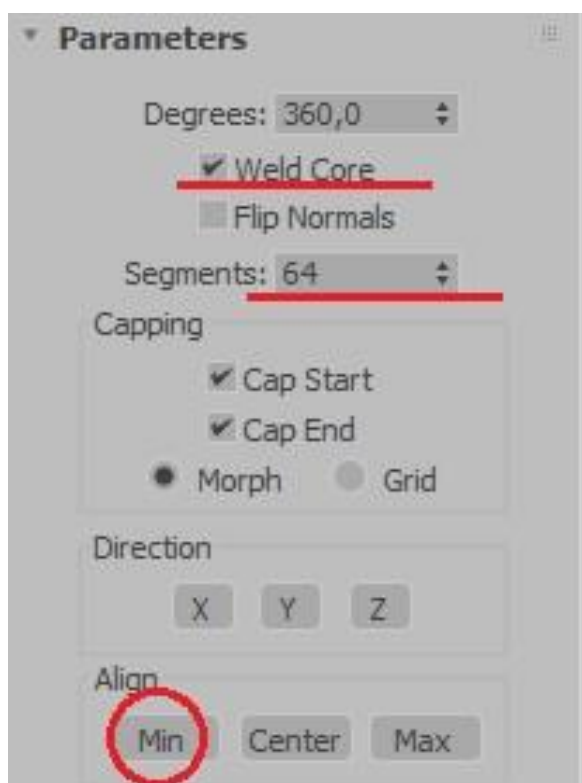 Parameters
Degrees: 360,0
Weld Core
Flip Normals
Segments: 64
Capping
Cap Start
Cap End
Morph Grid
Direction
X Y Z
Align
Min Center Max